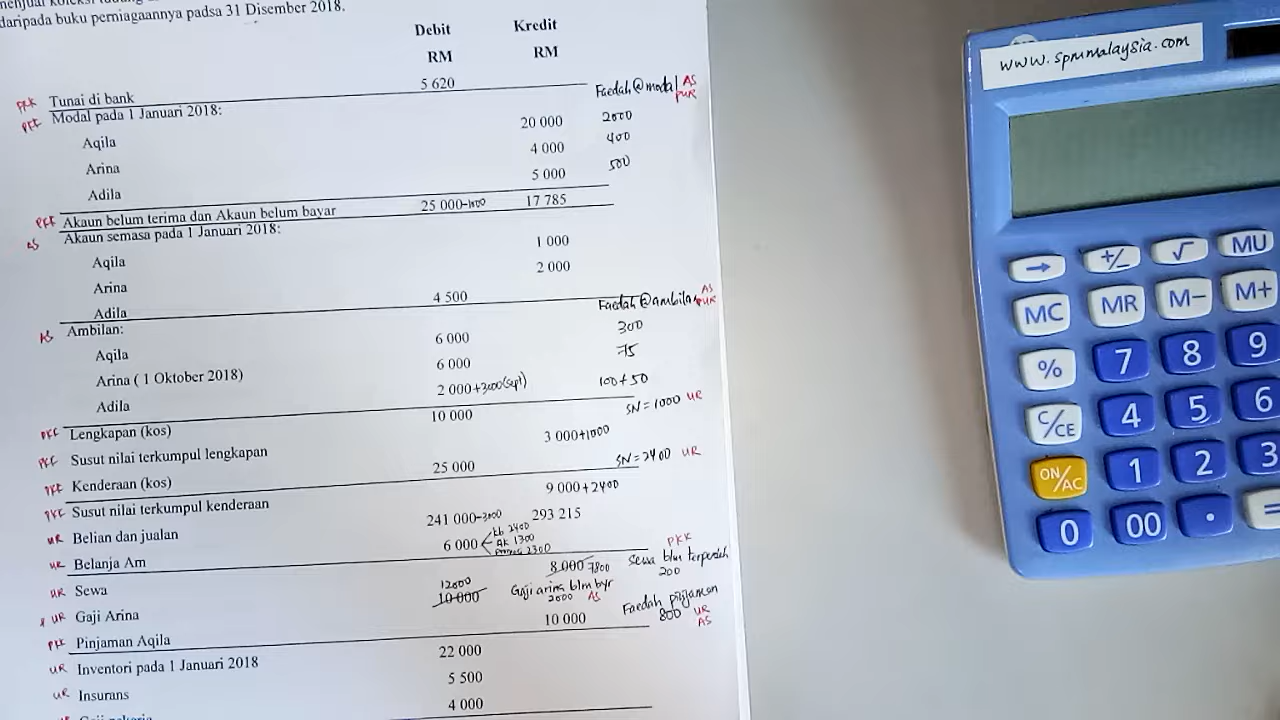 daripada buku perniagaannya padsa 31 Disember 2018.
Debit Kredit
RM RM
PKK Tunai di bank 5 620
PKK Modal pada 1 Januari 2018: Faedah@modal AS PUR
Aqila 20 000 2000
Arina 4 000 400
Adila 5 000 500
PKK Akaun belum terima dan Akaun belum bayar 25 000-1000 17 785
AS Akaun semasa pada 1 Januari 2018:
Aqila 1 000
Arina 2 000
Adila 4 500
AS Ambilan: Faedah@ambilan AS PUR
Aqila 6 000 300
Arina ( 1 Oktober 2018) 6 000 75
Adila 2 000+3000(sept) 100+50
PKK Lengkapan (kos) 10 000 SN=1000 UR
PKK Susut nilai terkumpul lengkapan 3 000+1000
PKK Kenderaan (kos) 25 000 SN=2400 UR
PKK Susut nilai terkumpul kenderaan 9 000+2400
UR Belian dan jualan 241 000-3000 293 215
UR Belanja Am 6 000 kb 2400 AK 1300 2300
UR Sewa 8 000 7800 Sewa blm terperoleh 200 PKK
UR Gaji Arina 10 000 12000 Gaji arina blm byr 2000 AS
PKK Pinjaman Aqila 10 000 Faedah pinjaman 800 UR AS
UR Inventori pada 1 Januari 2018 22 000
UR Insurans 5 500
UR 4 000
www.spmmalaysia.com
→ +/− √ MU
MC MR M− M+
% 7 8 9
C/CE 4 5 6
ON/AC 1 2 3
0 00 · =